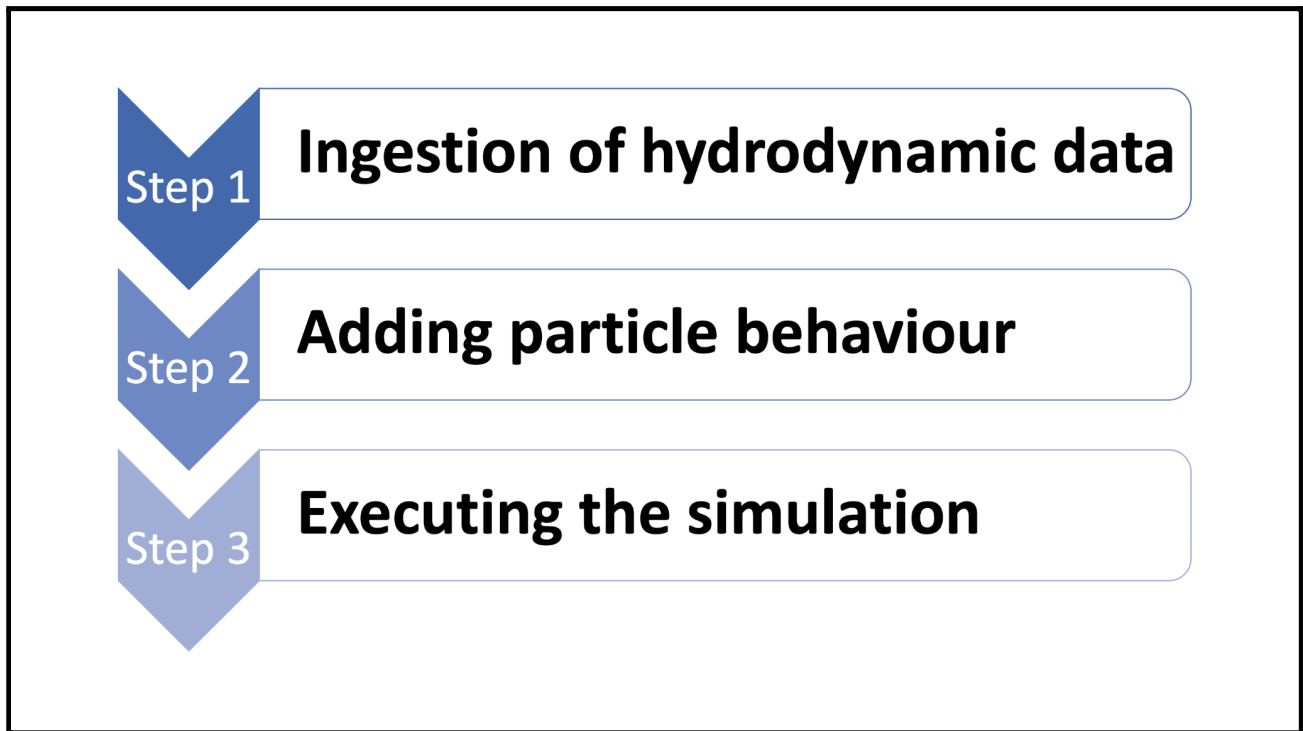 Step 1
Ingestion of hydrodynamic data
Step 2
Adding particle behaviour
Step 3
Executing the simulation